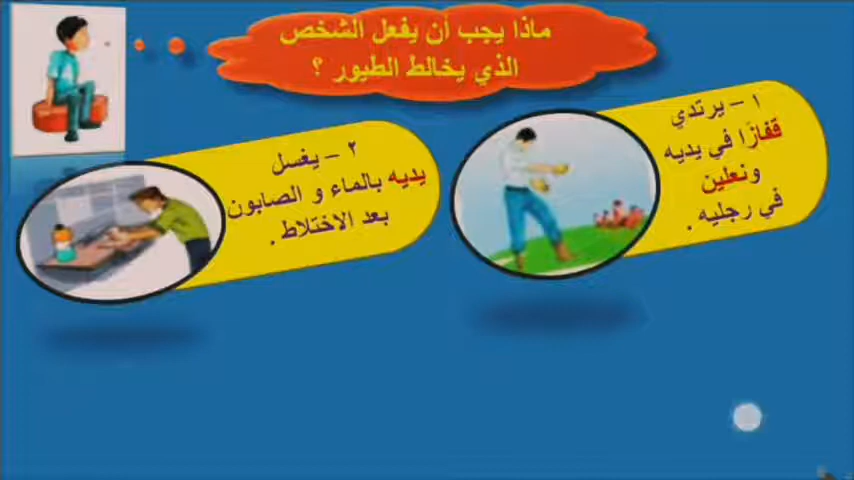 ماذا يجب أن يفعل الشخص
الذي يخالط الطيور ؟
١ - يرتدي
قفازًا في يديه
ونعلين
في رجليه .
٢ - يغسل
يديه بالماء و الصابون
بعد الاختلاط .